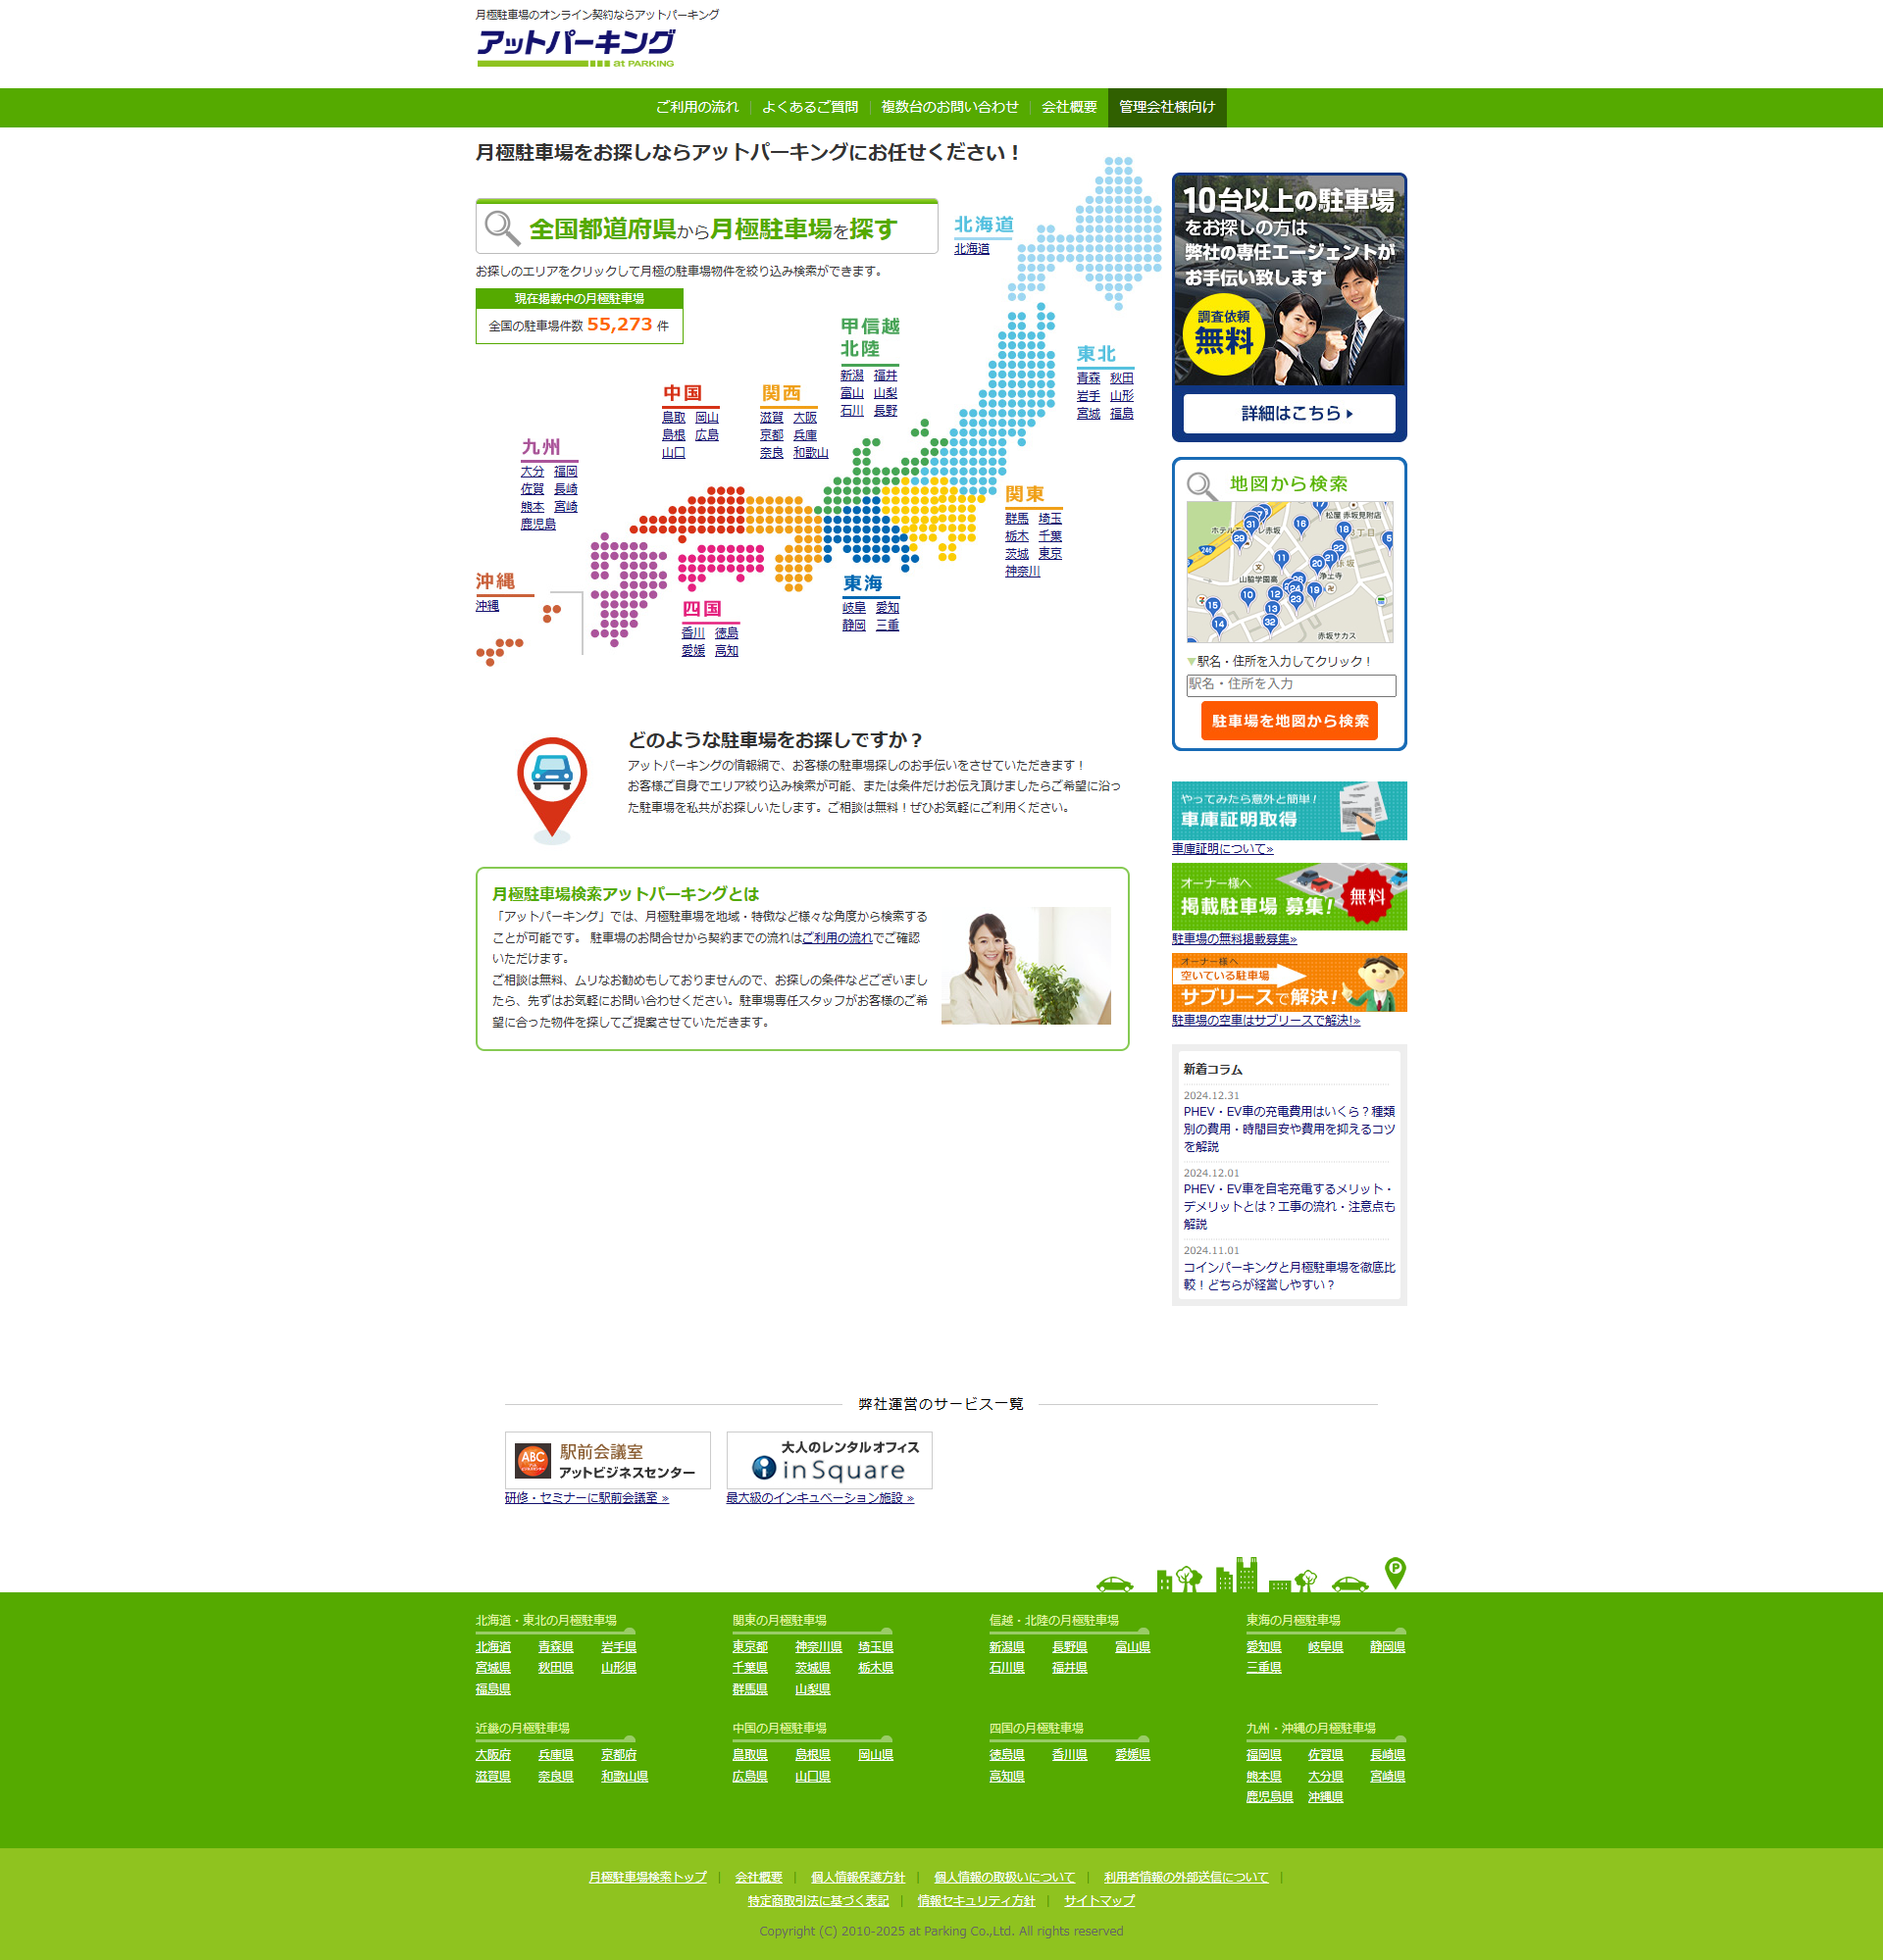 月極駐車場のオンライン契約ならアットパーキング
アットパーキング
at PARKING
ご利用の流れ | よくあるご質問 | 複数台のお問い合わせ | 会社概要 管理会社様向け
月極駐車場をお探しならアットパーキングにお任せください！
全国都道府県から月極駐車場を探す
お探しのエリアをクリックして月極の駐車場物件を絞り込み検索ができます。
現在掲載中の月極駐車場
全国の駐車場件数 55,273 件
北海道
北海道
東北
青森 秋田
岩手 山形
宮城 福島
甲信越
北陸
新潟 福井
富山 山梨
石川 長野
関西
滋賀 大阪
京都 兵庫
奈良 和歌山
中国
鳥取 岡山
島根 広島
山口
九州
大分 福岡
佐賀 長崎
熊本 宮崎
鹿児島
関東
群馬 埼玉
栃木 千葉
茨城 東京
神奈川
東海
岐阜 愛知
静岡 三重
四国
香川 徳島
愛媛 高知
沖縄
沖縄
10台以上の駐車場
をお探しの方は
弊社の専任エージェントが
お手伝い致します
調査依頼
無料
詳細はこちら
地図から検索
松屋 赤坂見附店
山脇学園高
浄土寺
赤坂サカス
▼駅名・住所を入力してクリック！
駅名・住所を入力
駐車場を地図から検索
どのような駐車場をお探しですか？
アットパーキングの情報網で、お客様の駐車場探しのお手伝いをさせていただきます！
お客様ご自身でエリア絞り込み検索が可能、または条件だけお伝え頂けましたらご希望に沿っ
た駐車場を私共がお探しいたします。ご相談は無料！ぜひお気軽にご利用ください。
月極駐車場検索アットパーキングとは
「アットパーキング」では、月極駐車場を地域・特徴など様々な角度から検索する
ことが可能です。 駐車場のお問合せから契約までの流れはご利用の流れでご確認
いただけます。
ご相談は無料、ムリなお勧めもしておりませんので、お探しの条件などございまし
たら、先ずはお気軽にお問い合わせください。駐車場専任スタッフがお客様のご希
望に合った物件を探してご提案させていただきます。
やってみたら意外と簡単！
車庫証明取得
車庫証明について»
オーナー様へ
掲載駐車場 募集！
無料
駐車場の無料掲載募集»
オーナー様へ
空いている駐車場
サブリースで解決！
駐車場の空車はサブリースで解決!»
新着コラム
2024.12.31
PHEV・EV車の充電費用はいくら？種類
別の費用・時間目安や費用を抑えるコツ
を解説
2024.12.01
PHEV・EV車を自宅充電するメリット・
デメリットとは？工事の流れ・注意点も
解説
2024.11.01
コインパーキングと月極駐車場を徹底比
較！どちらが経営しやすい？
弊社運営のサービス一覧
ABC
駅前会議室
アットビジネスセンター
研修・セミナーに駅前会議室 »
大人のレンタルオフィス
inSquare
最大級のインキュベーション施設 »
P
北海道・東北の月極駐車場
北海道 青森県 岩手県
宮城県 秋田県 山形県
福島県
関東の月極駐車場
東京都 神奈川県 埼玉県
千葉県 茨城県 栃木県
群馬県 山梨県
信越・北陸の月極駐車場
新潟県 長野県 富山県
石川県 福井県
東海の月極駐車場
愛知県 岐阜県 静岡県
三重県
近畿の月極駐車場
大阪府 兵庫県 京都府
滋賀県 奈良県 和歌山県
中国の月極駐車場
鳥取県 島根県 岡山県
広島県 山口県
四国の月極駐車場
徳島県 香川県 愛媛県
高知県
九州・沖縄の月極駐車場
福岡県 佐賀県 長崎県
熊本県 大分県 宮崎県
鹿児島県 沖縄県
月極駐車場検索トップ | 会社概要 | 個人情報保護方針 | 個人情報の取扱いについて | 利用者情報の外部送信について |
特定商取引法に基づく表記 | 情報セキュリティ方針 | サイトマップ
Copyright (C) 2010-2025 at Parking Co.,Ltd. All rights reserved